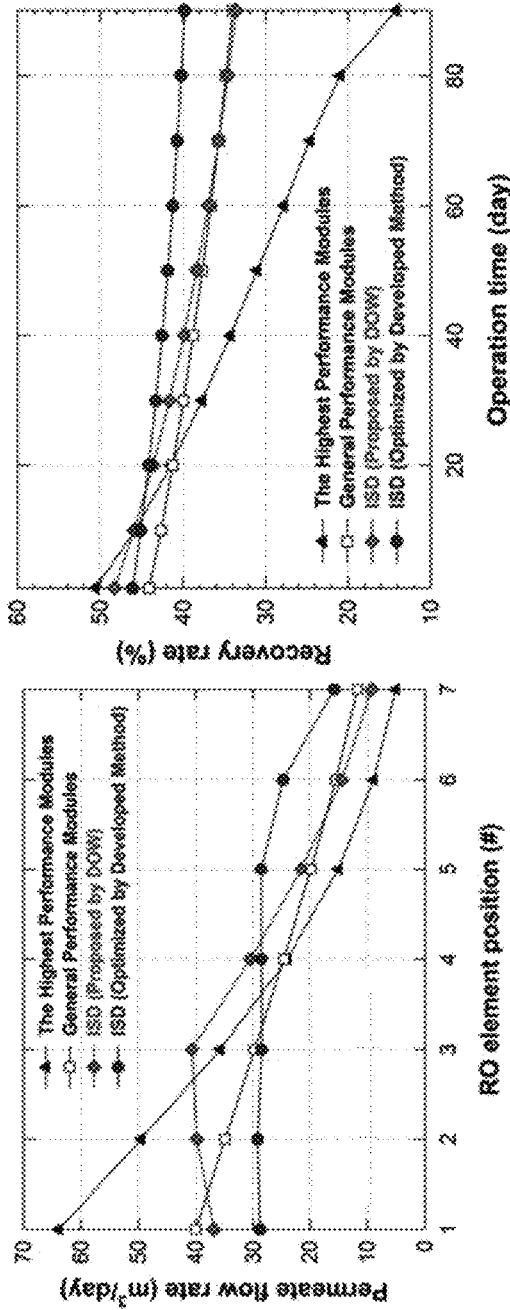 Permeate flow rate (m³/day)
70
60
50
40
30
20
10
0
The Highest Performance Modules
General Performance Modules
ISD (Proposed by DOW)
ISD (Optimized by Developed Method)
1 2 3 4 5 6 7
RO element position (#)
Recovery rate (%)
60
50
40
30
20
10
The Highest Performance Modules
General Performance Modules
ISD (Proposed by DOW)
ISD (Optimized by Developed Method)
20 40 60 80
Operation time (day)